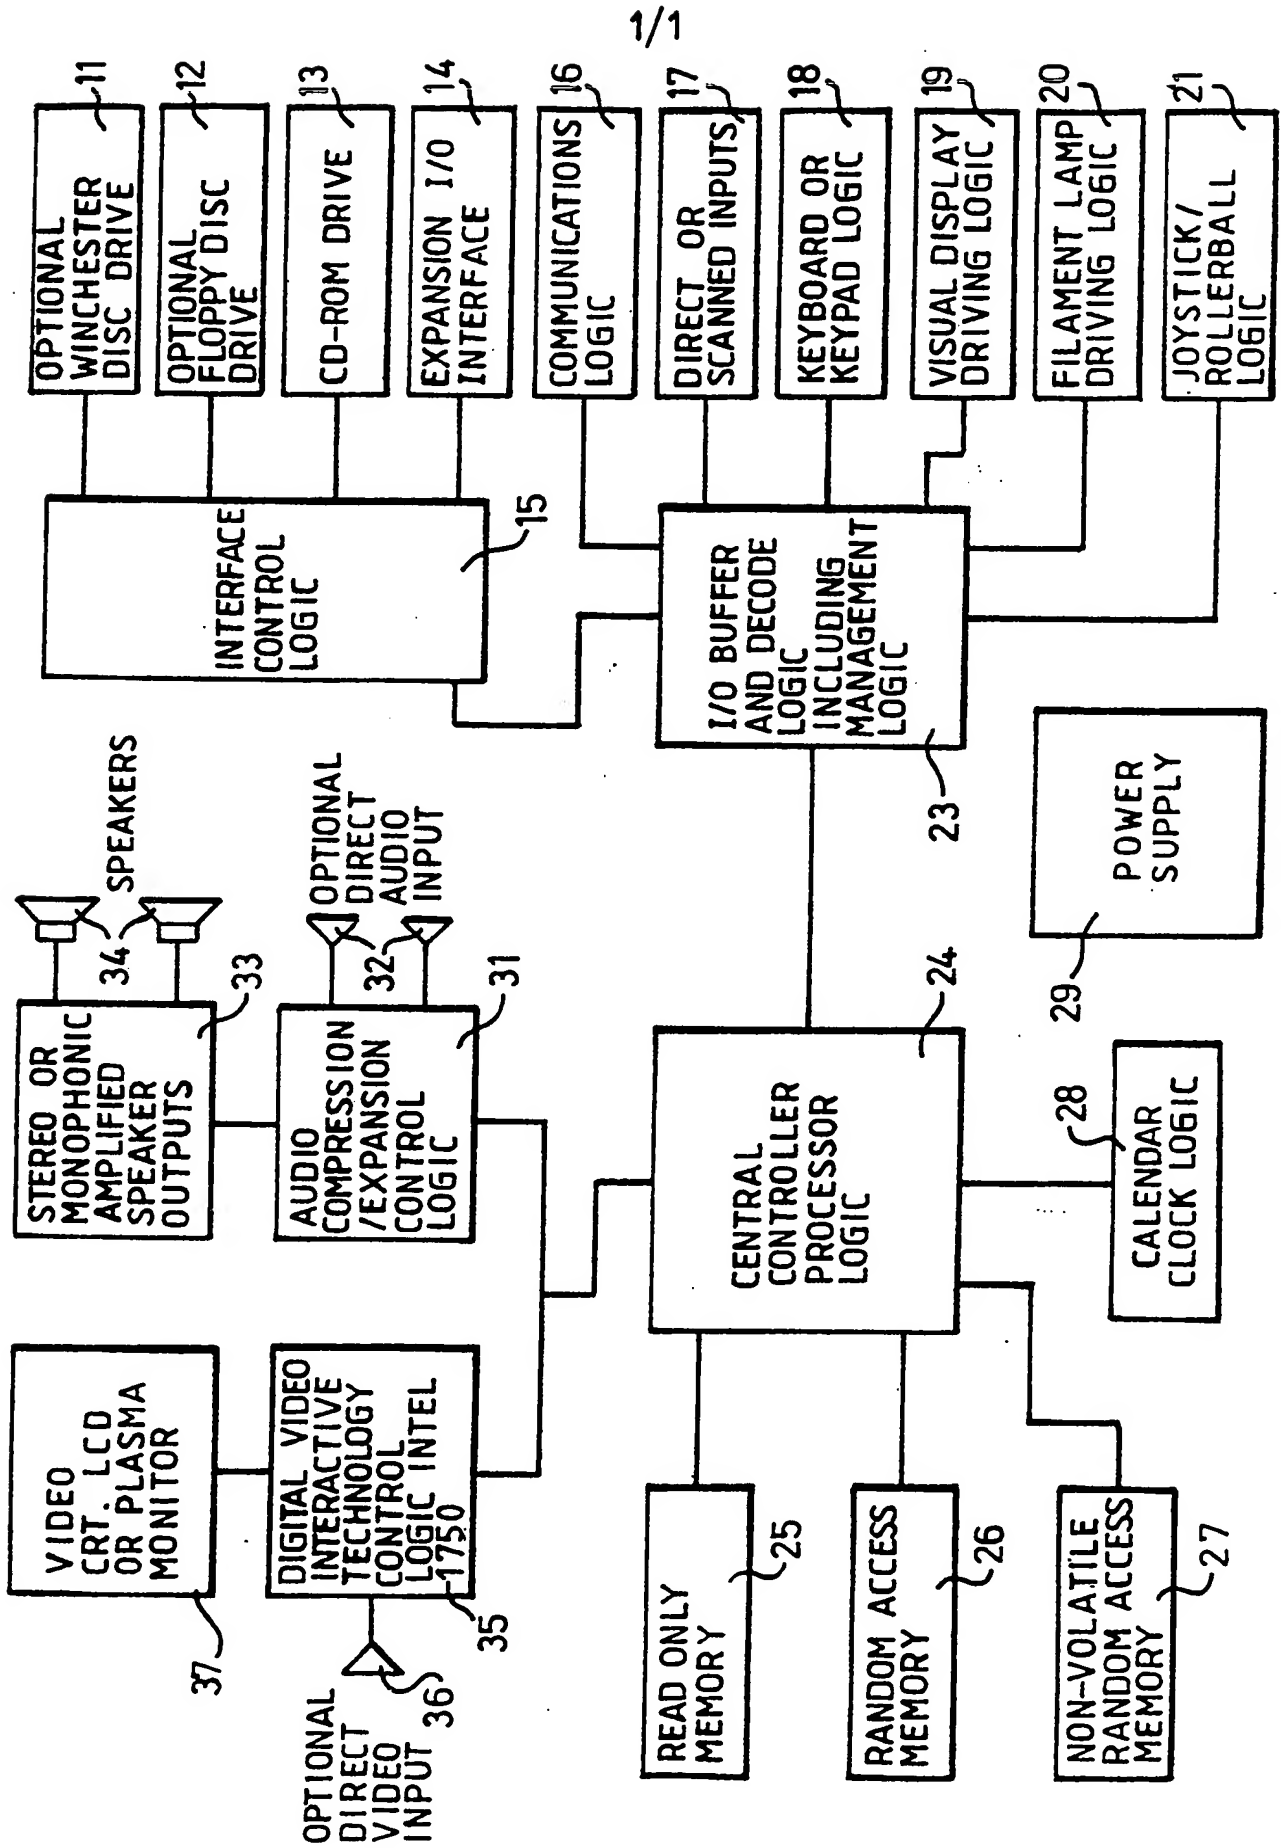 1/1
OPTIONAL
WINCHESTER
DISC DRIVE
11
OPTIONAL
FLOPPY DISC
DRIVE
12
CD-ROM DRIVE
13
EXPANSION I/O
INTERFACE
14
COMMUNICATIONS
LOGIC
16
DIRECT OR
SCANNED INPUTS
17
KEYBOARD OR
KEYPAD LOGIC
18
VISUAL DISPLAY
DRIVING LOGIC
19
FILAMENT LAMP
DRIVING LOGIC
20
JOYSTICK/
ROLLERBALL
LOGIC
21
INTERFACE
CONTROL
LOGIC
15
I/O BUFFER
AND DECODE
LOGIC
INCLUDING
MANAGEMENT
LOGIC
23
POWER
SUPPLY
29
SPEAKERS
34
STEREO OR
MONOPHONIC
AMPLIFIED
SPEAKER
OUTPUTS
33
OPTIONAL
DIRECT
AUDIO
INPUT
32
AUDIO
COMPRESSION
/EXPANSION
CONTROL
LOGIC
31
CENTRAL
CONTROLLER
PROCESSOR
LOGIC
24
CALENDAR
CLOCK LOGIC
28
VIDEO
CRT. LCD
OR PLASMA
MONITOR
37
DIGITAL VIDEO
INTERACTIVE
TECHNOLOGY
CONTROL
LOGIC INTEL
1750
35
OPTIONAL
DIRECT
VIDEO
INPUT
36
READ ONLY
MEMORY
25
RANDOM ACCESS
MEMORY
26
NON-VOLATILE
RANDOM ACCESS
MEMORY
27